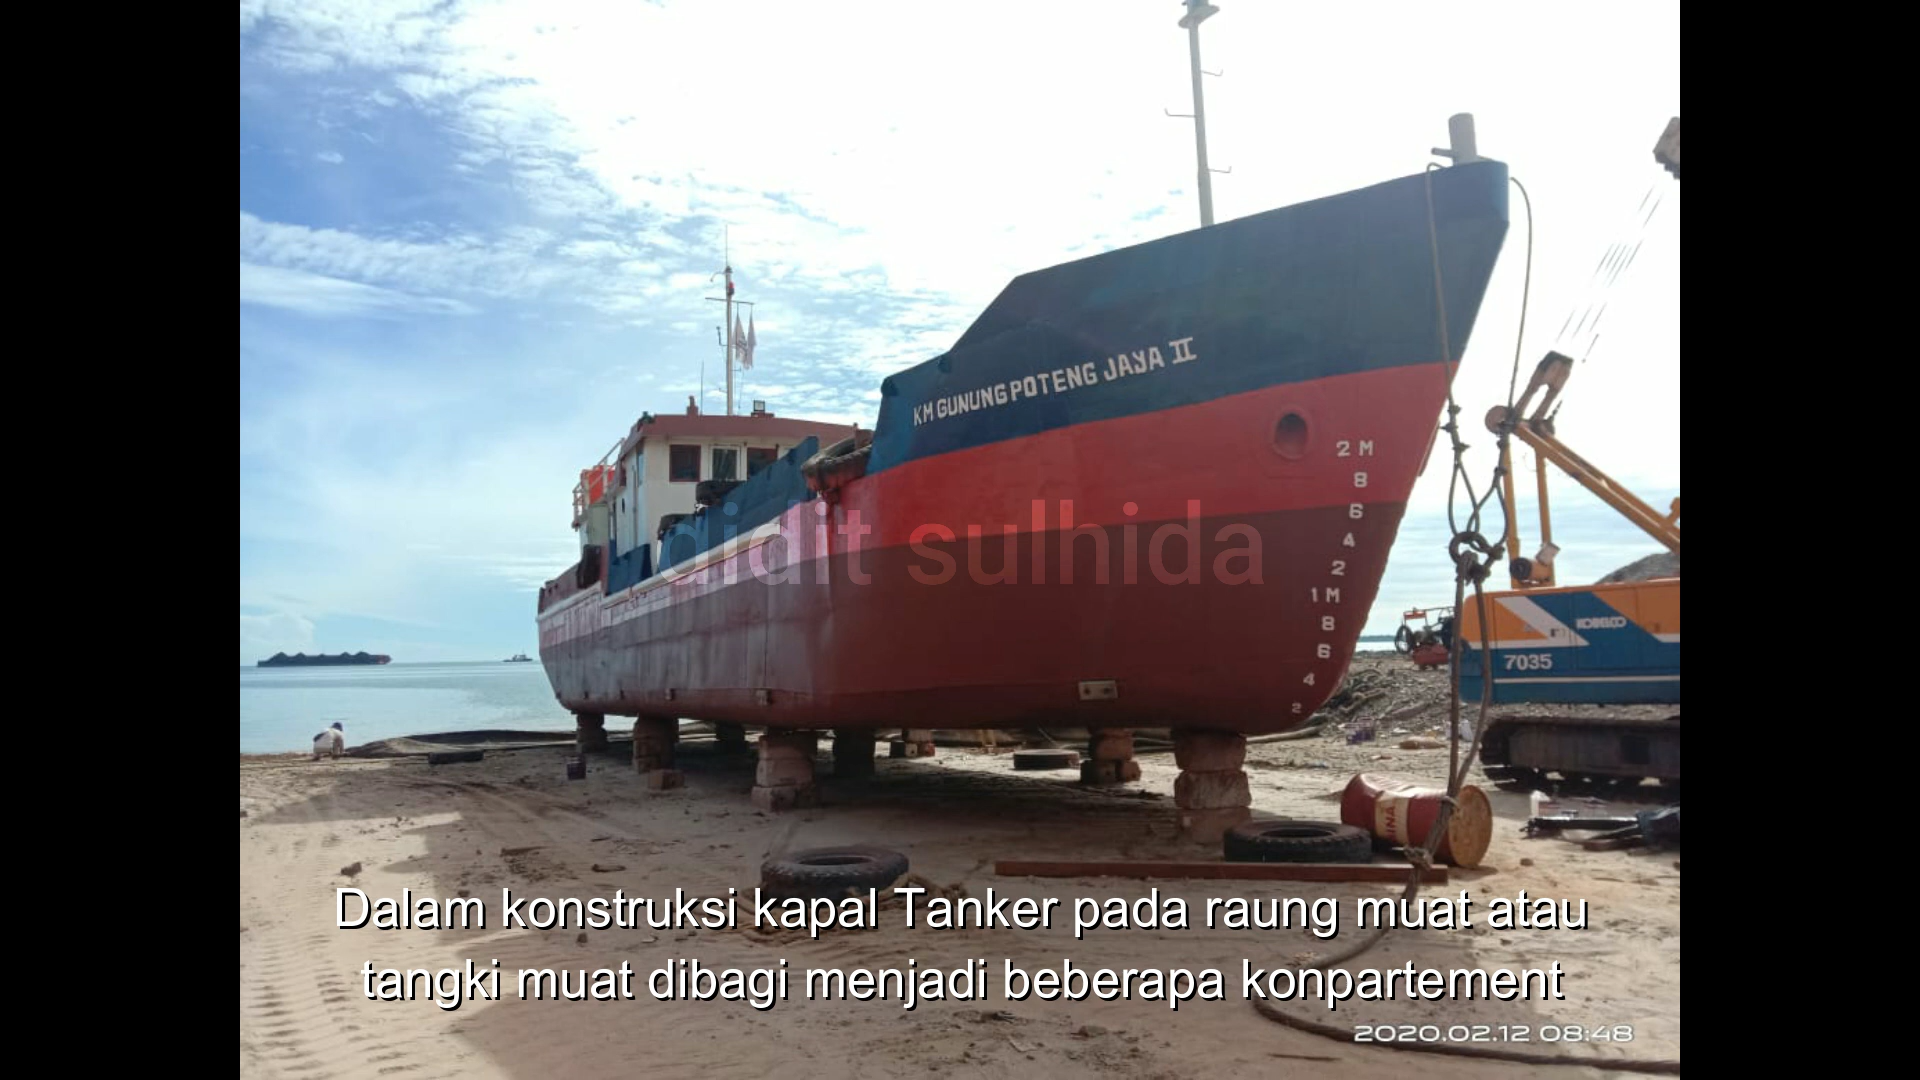 KM GUNUNG POTENG JAYA II
2 M
8
6
4
2
1 M
8
6
4
2
didit sulhida
KOBELCO
7035
Dalam konstruksi kapal Tanker pada raung muat atau
tangki muat dibagi menjadi beberapa konpartement
2020.02.12 08:48